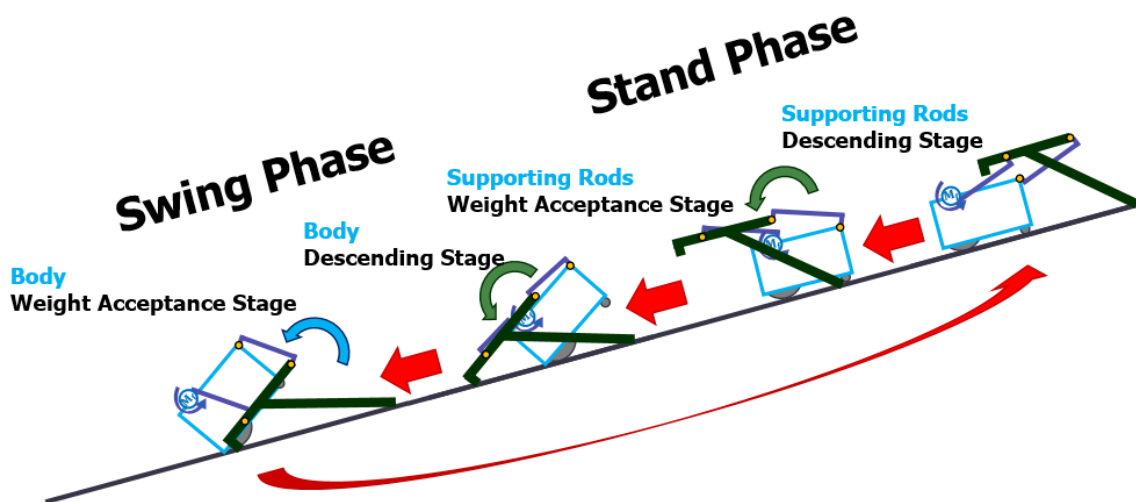 Stand Phase
Swing Phase
Supporting Rods
Descending Stage
Supporting Rods
Weight Acceptance Stage
Body
Descending Stage
Body
Weight Acceptance Stage